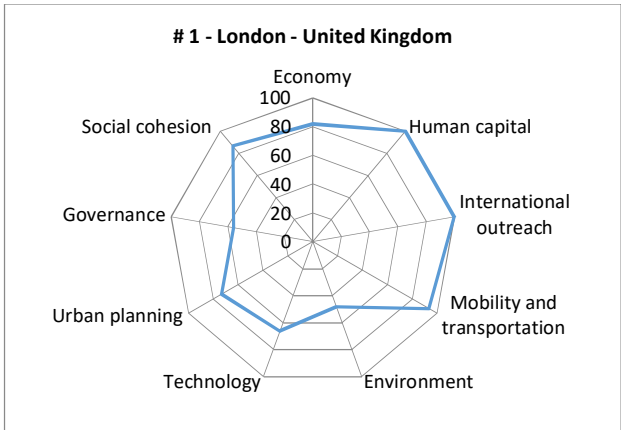 # 1 - London - United Kingdom
Economy
100
80
60
40
20
0
Human capital
International
outreach
Mobility and
transportation
Environment
Technology
Urban planning
Governance
Social cohesion